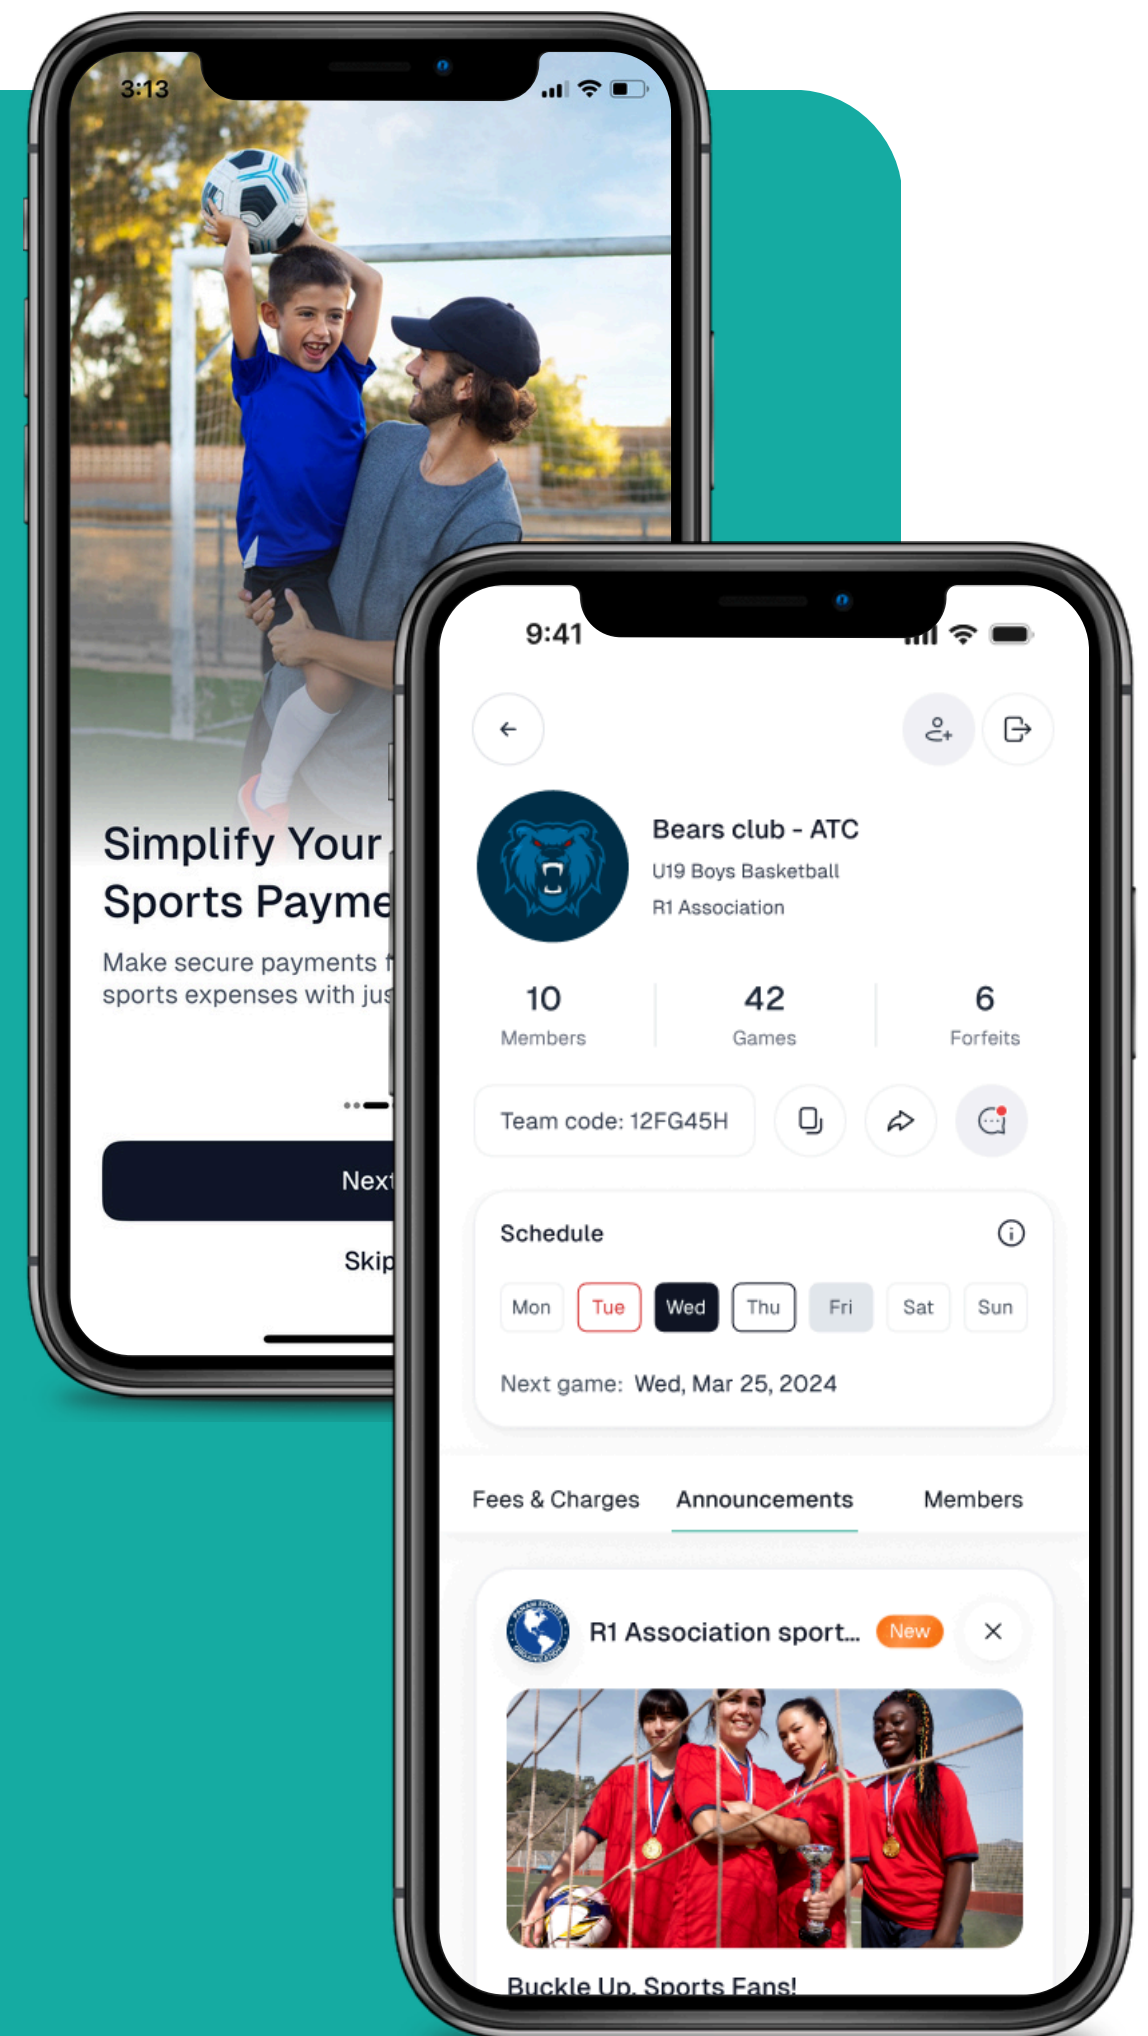 3:13
Simplify Your
Sports Payme
Make secure payments f
sports expenses with jus
Next
Skip
9:41
Bears club - ATC
U19 Boys Basketball
R1 Association
10 42 6
Members Games Forfeits
Team code: 12FG45H
Schedule
Mon Tue Wed Thu Fri Sat Sun
Next game: Wed, Mar 25, 2024
Fees & Charges Announcements Members
PANAM SPORTS
ORGANIZATION
R1 Association sport... New
Buckle Up, Sports Fans!